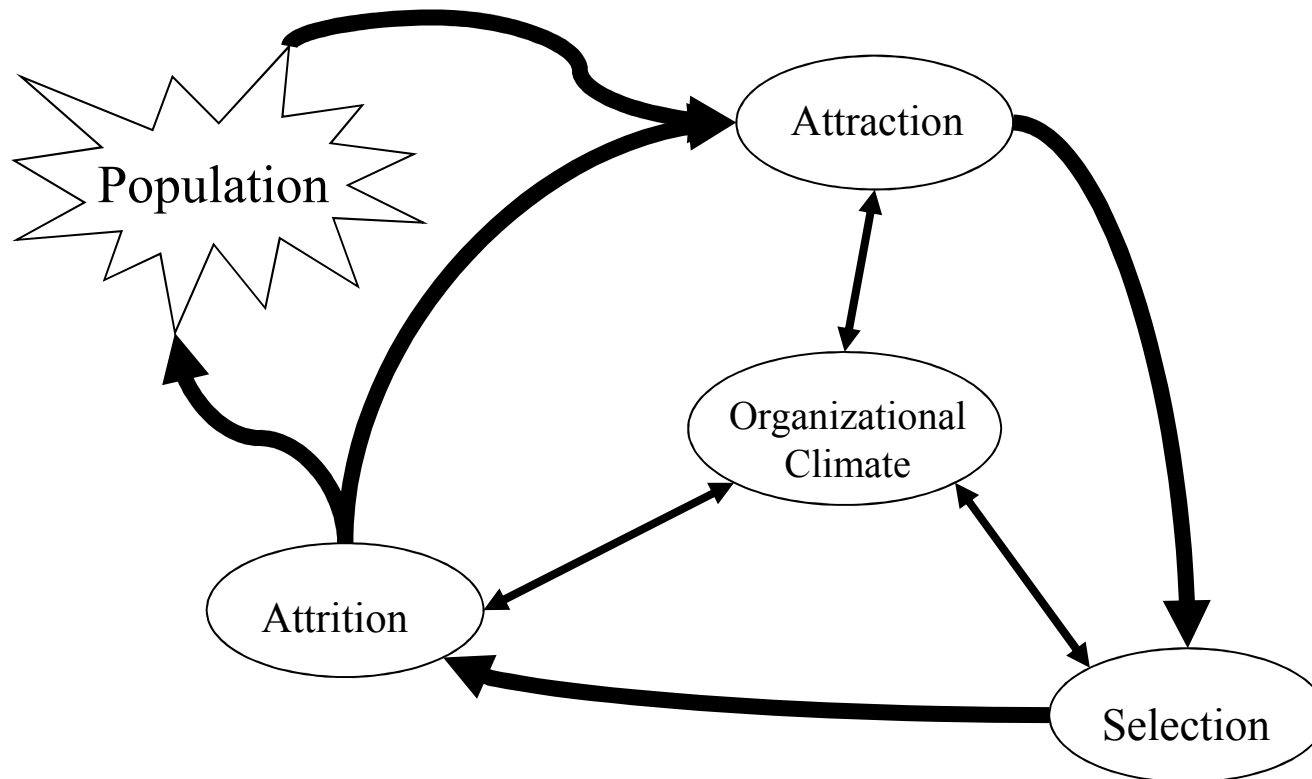 Population
Attraction
Organizational
Climate
Attrition
Selection